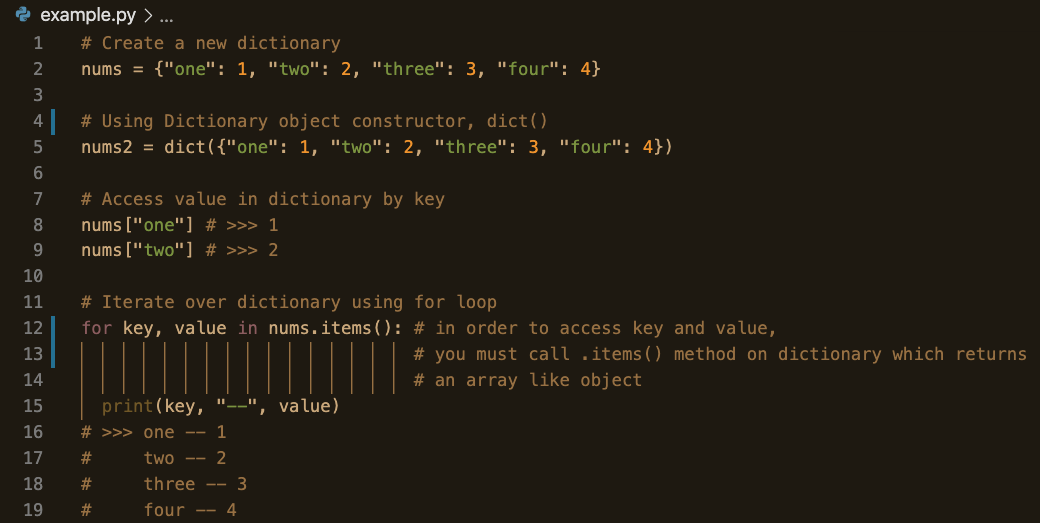 example.py > ...
1 # Create a new dictionary
2 nums = {"one": 1, "two": 2, "three": 3, "four": 4}
3
4 # Using Dictionary object constructor, dict()
5 nums2 = dict({"one": 1, "two": 2, "three": 3, "four": 4})
6
7 # Access value in dictionary by key
8 nums["one"] # >>> 1
9 nums["two"] # >>> 2
10
11 # Iterate over dictionary using for loop
12 for key, value in nums.items(): # in order to access key and value,
13 # you must call .items() method on dictionary which returns
14 # an array like object
15 print(key, "--", value)
16 # >>> one -- 1
17 #     two -- 2
18 #     three -- 3
19 #     four -- 4